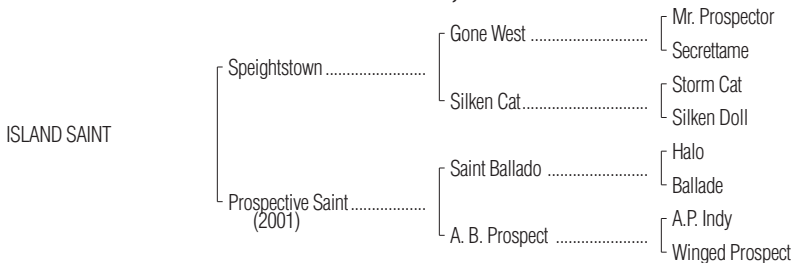 Mr. Prospector
Gone West ............................
Secrettame
Speightstown ........................
Storm Cat
Silken Cat..............................
Silken Doll
ISLAND SAINT
Halo
Saint Ballado ........................
Ballade
Prospective Saint ..................
(2001)
A.P. Indy
A. B. Prospect ......................
Winged Prospect